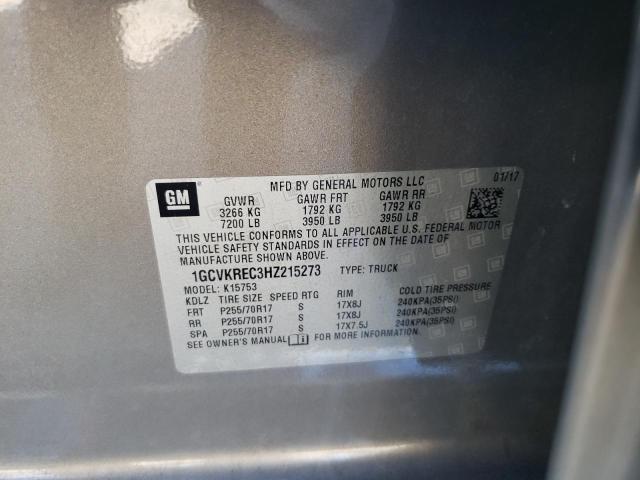 GM
MFD BY GENERAL MOTORS LLC 01/17
GVWR GAWR FRT GAWR RR
3266 KG 1792 KG 1792 KG
7200 LB 3950 LB 3950 LB
THIS VEHICLE CONFORMS TO ALL APPLICABLE U.S. FEDERAL MOTOR
VEHICLE SAFETY STANDARDS IN EFFECT ON THE DATE OF
MANUFACTURE SHOWN ABOVE.
1GCVKREC3HZ215273 TYPE: TRUCK
MODEL: K15753
KDLZ TIRE SIZE SPEED RTG RIM COLD TIRE PRESSURE
FRT P255/70R17 S 17X8J 240KPA(35PSI)
RR P255/70R17 S 17X8J 240KPA(35PSI)
SPA P255/70R17 S 17X7.5J 240KPA(35PSI)
SEE OWNER'S MANUAL FOR MORE INFORMATION.